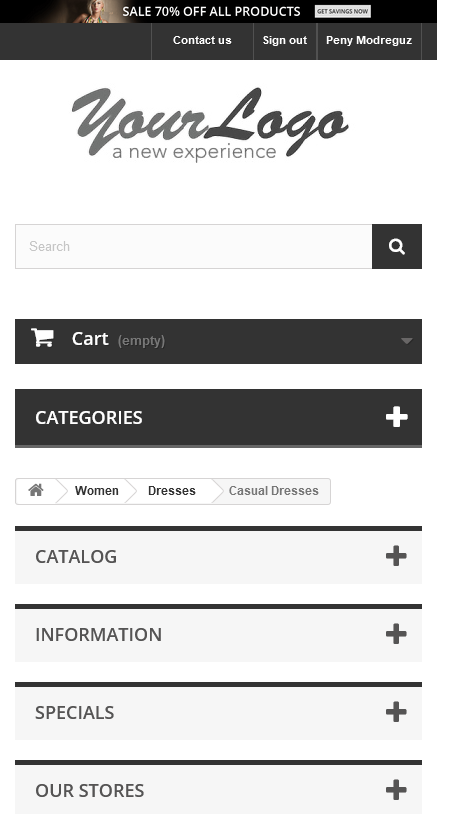 SALE 70% OFF ALL PRODUCTS GET SAVINGS NOW
Contact us Sign out Peny Modreguz
YourLogo
a new experience
Search
Cart (empty)
CATEGORIES
Women Dresses Casual Dresses
CATALOG
INFORMATION
SPECIALS
OUR STORES